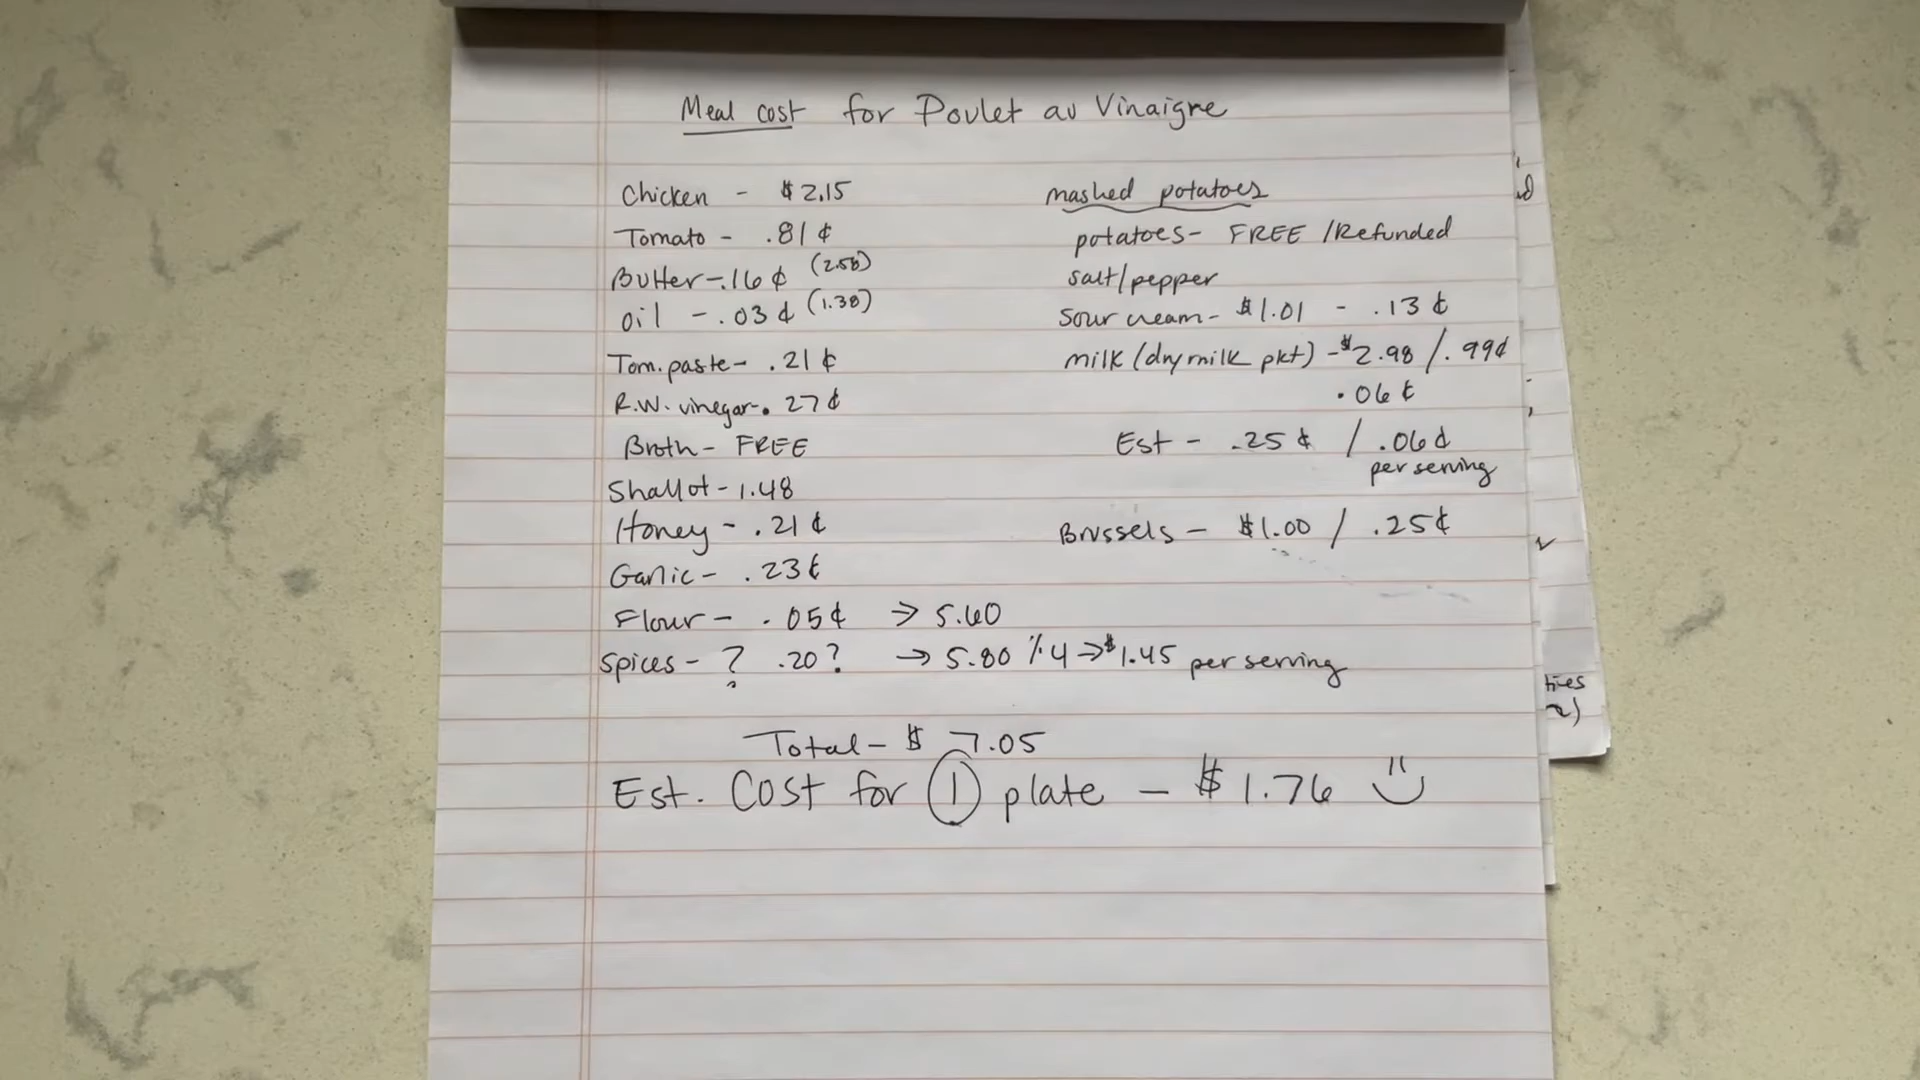 Meal cost for Poulet au Vinaigre
Chicken - $2.15
Tomato - .81¢
Butter - .16¢ (2.58)
oil - .03¢ (1.38)
Tom. paste - .21¢
R.W. vinegar - .27¢
Broth - FREE
Shallot - 1.48
Honey - .21¢
Garlic - .23¢
Flour - .05¢ → 5.60
Spices - ? .20? → 5.80 ⁒ 4 → $1.45 per serving
mashed potatoes
potatoes - FREE / Refunded
salt/pepper
sour cream - $1.01 - .13¢
milk (dry milk pkt) - $2.98 / .99¢
.06¢
Est - .25¢ / .06¢
per serving
Brussels - $1.00 / .25¢
Total - $ 7.05
Est. Cost for 1 plate - $1.76